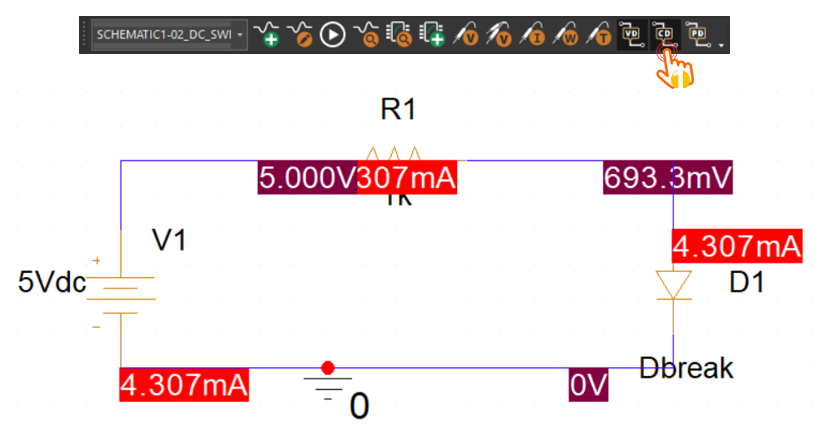 SCHEMATIC1-02_DC_SWI
V V I W T VD CD PD
R1
5.000V 307mA 693.3mV
1k
V1
4.307mA
+
5Vdc
D1
-
Dbreak
4.307mA
0V
0